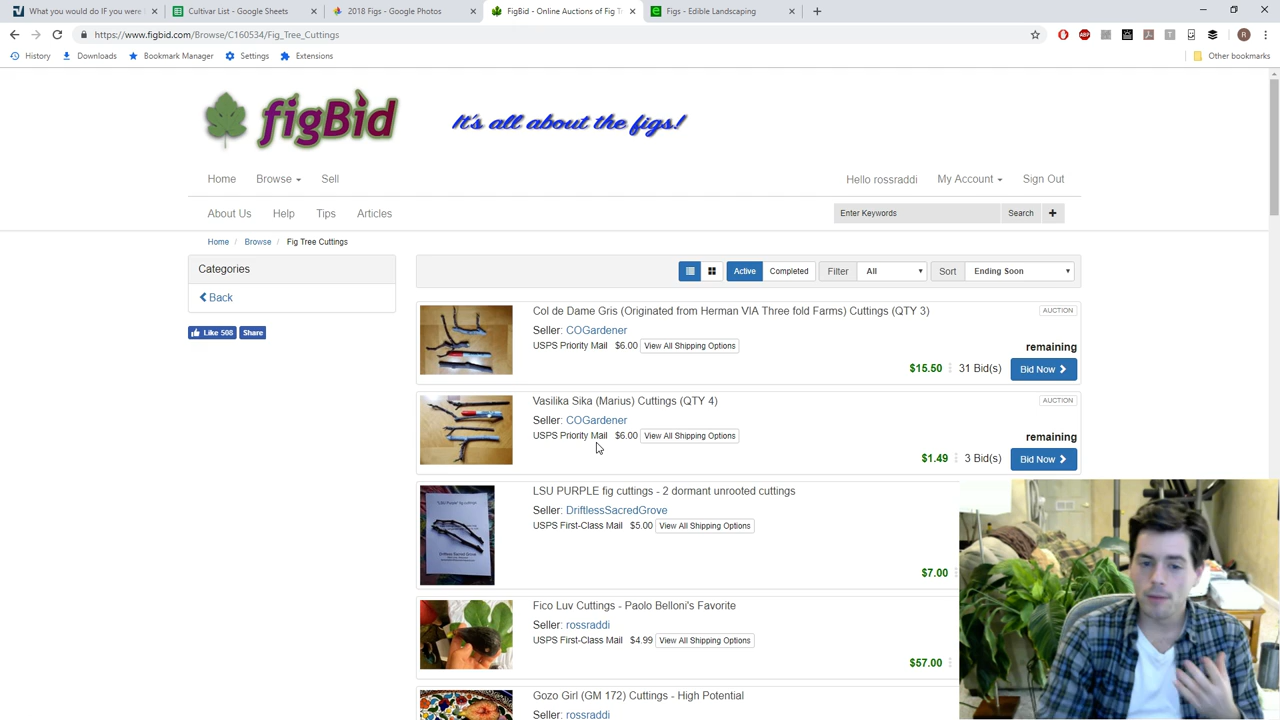 What you would do IF you were
Cultivar List - Google Sheets
2018 Figs - Google Photos
FigBid - Online Auctions of Fig T
Figs - Edible Landscaping
https://www.figbid.com/Browse/C160534/Fig_Tree_Cuttings
History Downloads Bookmark Manager Settings Extensions Other bookmarks
figBid It's all about the figs!
Home Browse Sell Hello rossraddi My Account Sign Out
About Us Help Tips Articles Enter Keywords Search +
Home / Browse / Fig Tree Cuttings
Categories
Back
Like 508 Share
Active Completed Filter All Sort Ending Soon
Col de Dame Gris (Originated from Herman VIA Three fold Farms) Cuttings (QTY 3) AUCTION
Seller: COGardener
USPS Priority Mail $6.00 View All Shipping Options remaining
$15.50 31 Bid(s) Bid Now
Vasilika Sika (Marius) Cuttings (QTY 4) AUCTION
Seller: COGardener
USPS Priority Mail $6.00 View All Shipping Options remaining
$1.49 3 Bid(s) Bid Now
LSU PURPLE fig cuttings - 2 dormant unrooted cuttings
Seller: DriftlessSacredGrove
USPS First-Class Mail $5.00 View All Shipping Options
$7.00
Fico Luv Cuttings - Paolo Belloni's Favorite
Seller: rossraddi
USPS First-Class Mail $4.99 View All Shipping Options
$57.00
Gozo Girl (GM 172) Cuttings - High Potential
Seller: rossraddi